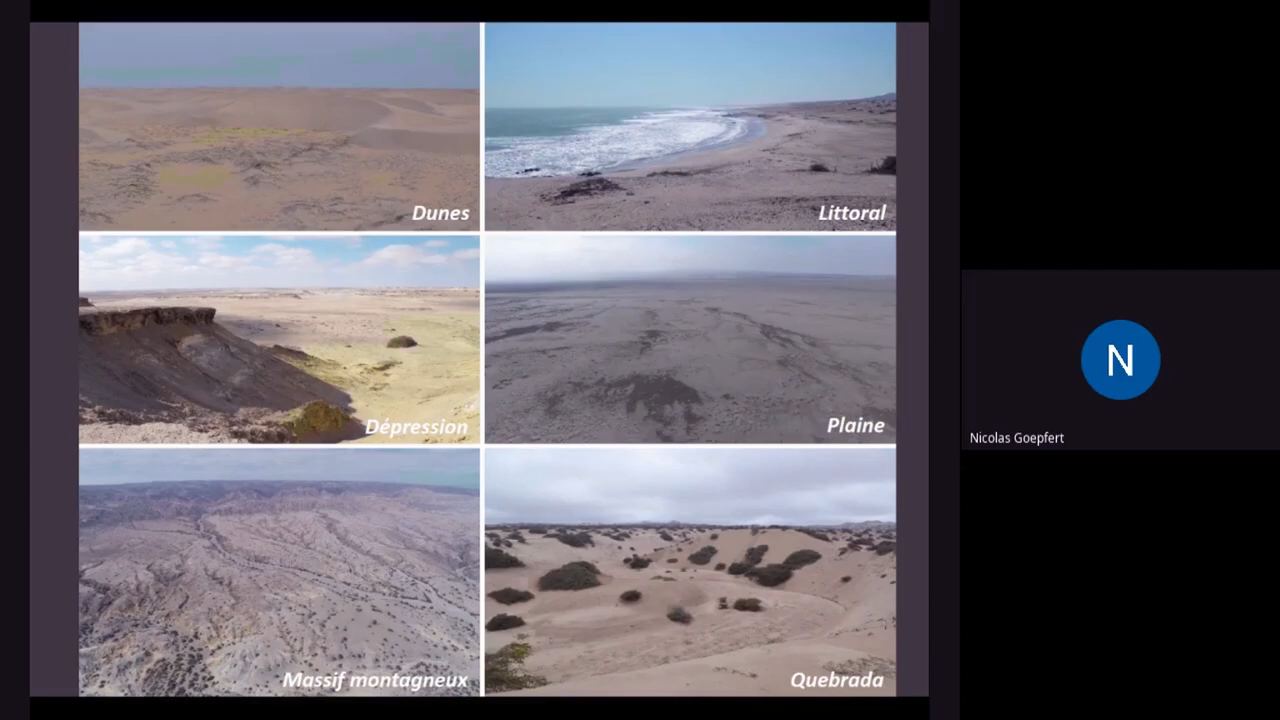 Dunes
Littoral
Dépression
Plaine
Massif montagneux
Quebrada
N
Nicolas Goepfert